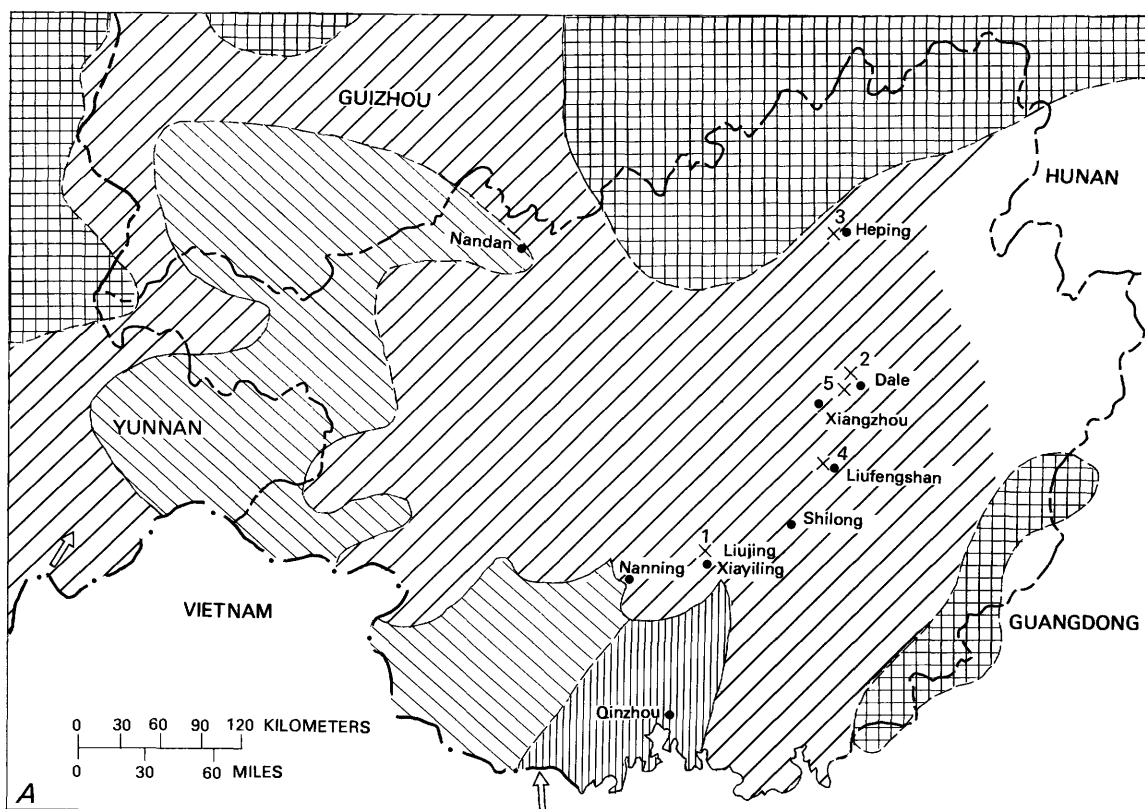 GUIZHOU
HUNAN
3
Heping
Nandan
2
5
Dale
Xiangzhou
YUNNAN
4
Liufengshan
Shilong
1
Liujing
Nanning
Xiayiling
VIETNAM
GUANGDONG
Qinzhou
0 30 60 90 120 KILOMETERS
0 30 60 MILES
A